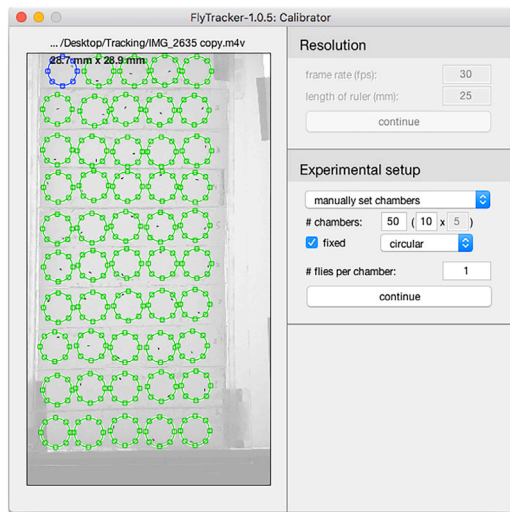 FlyTracker-1.0.5: Calibrator
... /Desktop/Tracking/IMG_2635 copy.m4v
28.7 mm x 28.9 mm
Resolution
frame rate (fps): 30
length of ruler (mm): 25
continue
Experimental setup
manually set chambers
# chambers: 50 ( 10 x 5 )
fixed circular
# flies per chamber: 1
continue